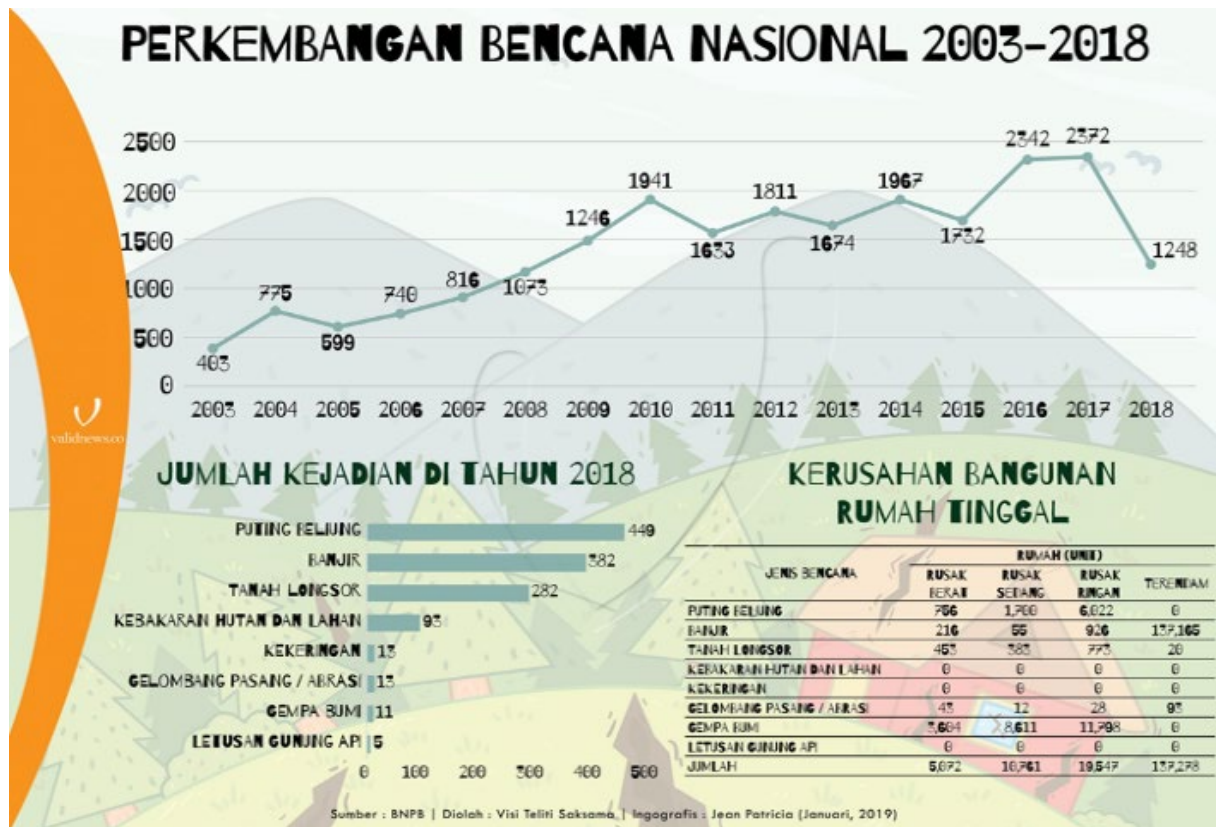 PERKEMBANGAN BENCANA NASIONAL 2003-2018
2500
2000
1500
1000
500
0
403
775
599
740
816
1073
1246
1941
1633
1811
1674
1967
1732
2342
2372
1248
2003 2004 2005 2006 2007 2008 2009 2010 2011 2012 2013 2014 2015 2016 2017 2018
validnews.co
JUMLAH KEJADIAN DI TAHUN 2018
PUTING BELIUNG 449
BANJIR 382
TANAH LONGSOR 282
KEBAKARAN HUTAN DAN LAHAN 93
KEKERINGAN 13
GELOMBANG PASANG / ABRASI 13
GEMPA BUMI 11
LETUSAN GUNUNG API 5
0 100 200 300 400 500
KERUSAHAN BANGUNAN
RUMAH TINGGAL
RUMAH (UNIT)
JENIS BENCANA RUSAK BERAT RUSAK SEDANG RUSAK RINGAN TERENDAM
PUTING BELIUNG 756 1,700 6,022 0
BANJIR 216 55 926 137,165
TANAH LONGSOR 453 383 773 20
KEBAKARAN HUTAN DAN LAHAN 0 0 0 0
KEKERINGAN 0 0 0 0
GELOMBANG PASANG / ABRASI 43 12 28 93
GEMPA BUMI 3,604 8,611 11,798 0
LETUSAN GUNUNG API 0 0 0 0
JUMLAH 5,072 10,761 19,547 137,278
Sumber : BNPB | Diolah : Visi Teliti Saksama | Ingografis : Jean Patricia (Januari, 2019)